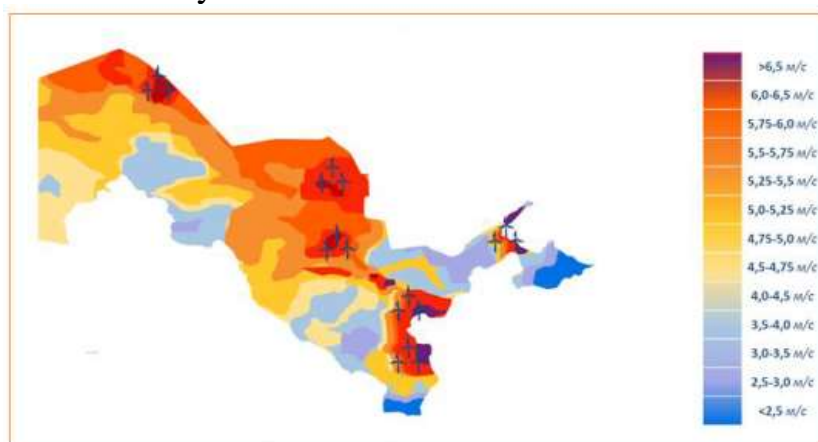 y
>6,5 м/с
6,0-6,5 м/с
5,75-6,0 м/с
5,5-5,75 м/с
5,25-5,5 м/с
5,0-5,25 м/с
4,75-5,0 м/с
4,5-4,75 м/с
4,0-4,5 м/с
3,5-4,0 м/с
3,0-3,5 м/с
2,5-3,0 м/с
<2,5 м/с